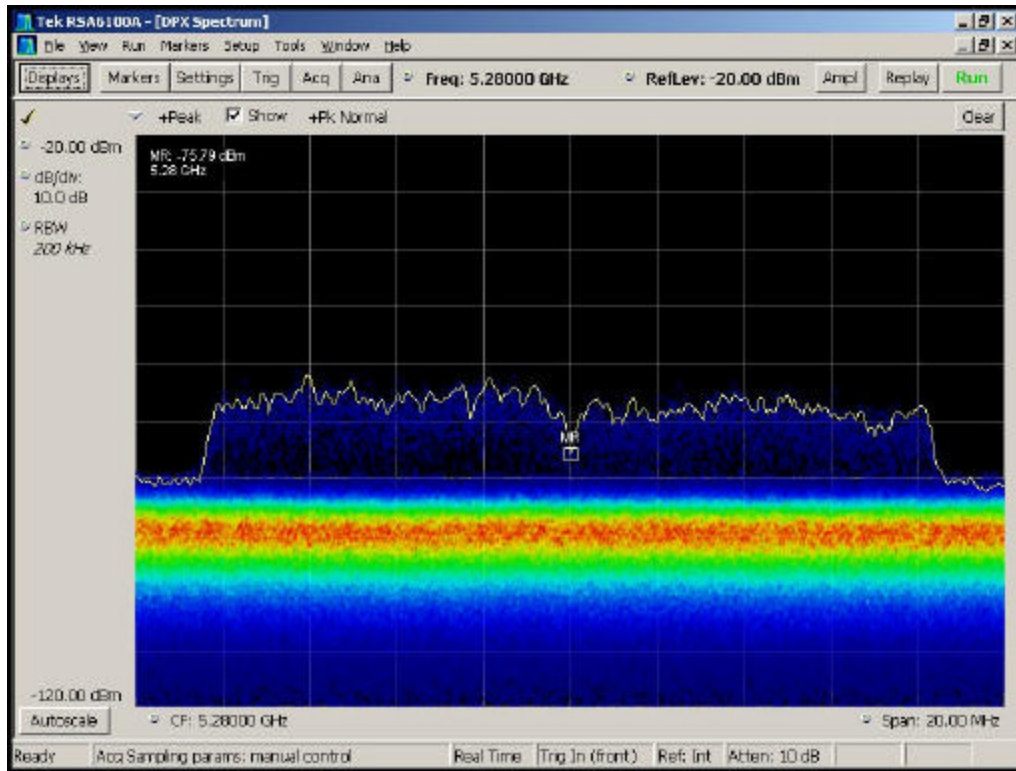 Tek RSA6100A - [DPX Spectrum]
File View Run Markers Setup Tools Window Help
Displays Markers Settings Trig Acq Ana Freq: 5.28000 GHz RefLev: -20.00 dBm Ampl Replay Run
+Peak Show +Pk Normal Clear
-20.00 dBm
dB/div:
10.0 dB
RBW
200 kHz
MR: -75.79 dBm
5.28 GHz
MR
-120.00 dBm
Autoscale CF: 5.28000 GHz Span: 20.00 MHz
Ready Acq Sampling params: manual control Real Time Trig In (front) Ref: Int Atten: 10 dB